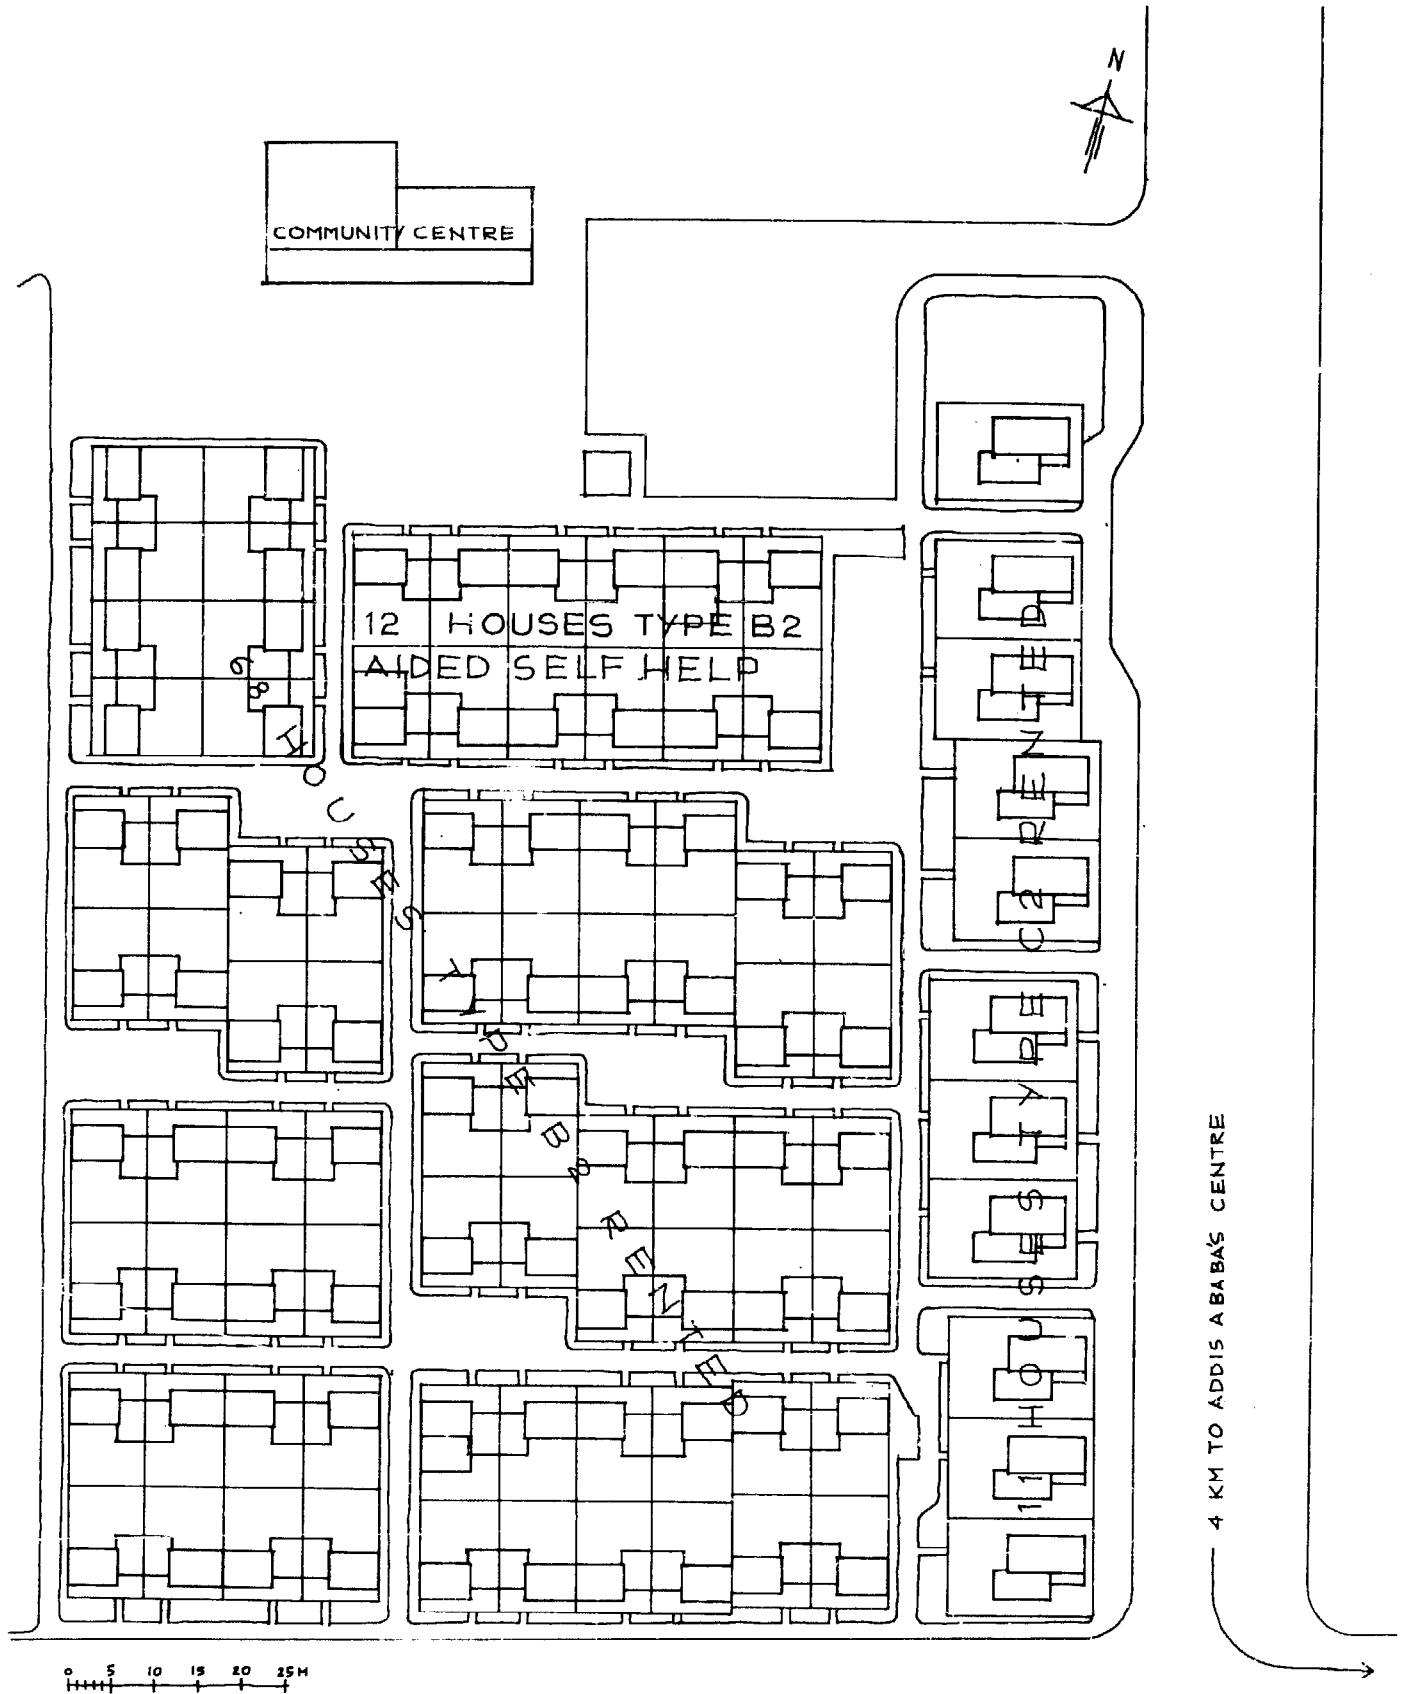 N
COMMUNITY CENTRE
12 HOUSES TYPE B2
AIDED SELF HELP
68 HOUSES TYPE B2 RENTED
11 HOUSES TYPE C2 RENTED
4 KM TO ADDIS ABABA'S CENTRE
0 5 10 15 20 25M